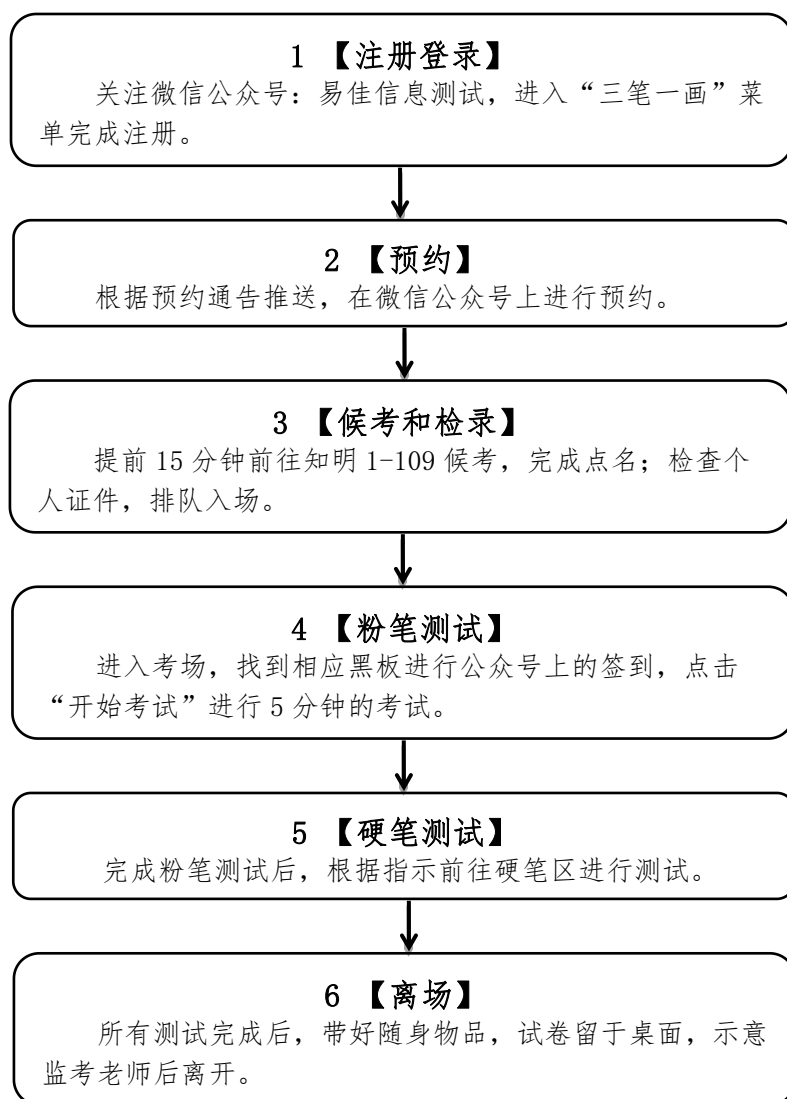 1 【注册登录】
关注微信公众号：易佳信息测试，进入“三笔一画”菜
单完成注册。
2 【预约】
根据预约通告推送，在微信公众号上进行预约。
3 【候考和检录】
提前 15 分钟前往知明 1-109 候考，完成点名；检查个
人证件，排队入场。
4 【粉笔测试】
进入考场，找到相应黑板进行公众号上的签到，点击
“开始考试”进行 5 分钟的考试。
5 【硬笔测试】
完成粉笔测试后，根据指示前往硬笔区进行测试。
6 【离场】
所有测试完成后，带好随身物品，试卷留于桌面，示意
监考老师后离开。